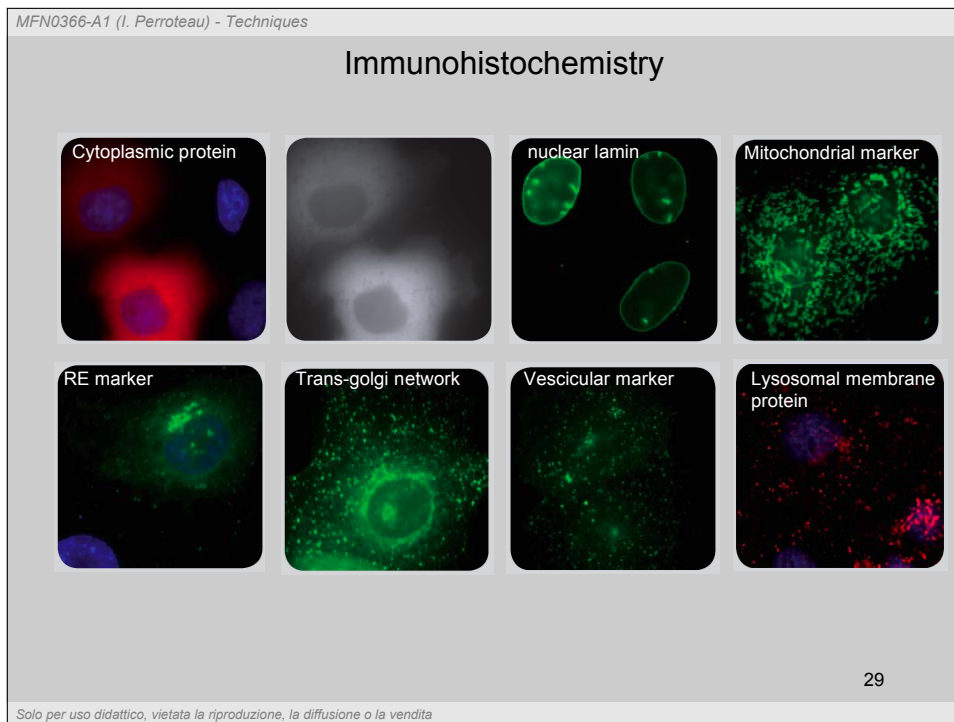 MFN0366-A1 (I. Perroteau) - Techniques
Immunohistochemistry
Cytoplasmic protein
nuclear lamin
Mitochondrial marker
RE marker
Trans-golgi network
Vescicular marker
Lysosomal membrane
protein
29
Solo per uso didattico, vietata la riproduzione, la diffusione o la vendita